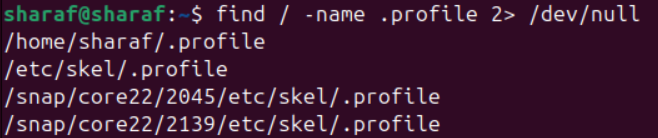 sharaf@sharaf:~$ find / -name .profile 2> /dev/null
/home/sharaf/.profile
/etc/skel/.profile
/snap/core22/2045/etc/skel/.profile
/snap/core22/2139/etc/skel/.profile